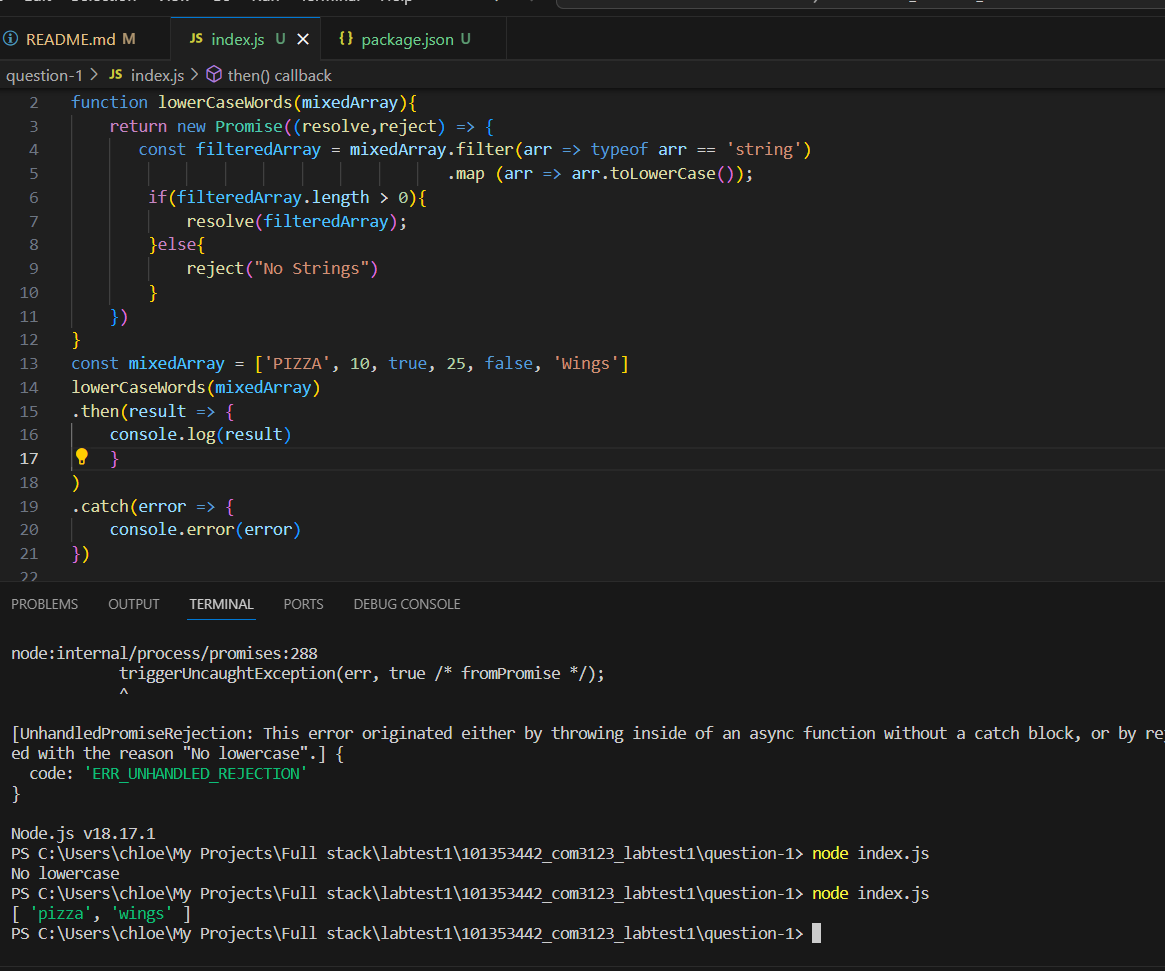 README.md M
JS index.js U
{} package.json U
question-1 > JS index.js > then() callback
2 function lowerCaseWords(mixedArray){
3 return new Promise((resolve,reject) => {
4 const filteredArray = mixedArray.filter(arr => typeof arr == 'string')
5 .map (arr => arr.toLowerCase());
6 if(filteredArray.length > 0){
7 resolve(filteredArray);
8 }else{
9 reject("No Strings")
10 }
11 })
12 }
13 const mixedArray = ['PIZZA', 10, true, 25, false, 'Wings']
14 lowerCaseWords(mixedArray)
15 .then(result => {
16 console.log(result)
17 }
18 )
19 .catch(error => {
20 console.error(error)
21 })
22
PROBLEMS OUTPUT TERMINAL PORTS DEBUG CONSOLE
node:internal/process/promises:288
triggerUncaughtException(err, true /* fromPromise */);
^
[UnhandledPromiseRejection: This error originated either by throwing inside of an async function without a catch block, or by rej
ed with the reason "No lowercase".] {
code: 'ERR_UNHANDLED_REJECTION'
}
Node.js v18.17.1
PS C:\Users\chloe\My Projects\Full stack\labtest1\101353442_com3123_labtest1\question-1> node index.js
No lowercase
PS C:\Users\chloe\My Projects\Full stack\labtest1\101353442_com3123_labtest1\question-1> node index.js
[ 'pizza', 'wings' ]
PS C:\Users\chloe\My Projects\Full stack\labtest1\101353442_com3123_labtest1\question-1>